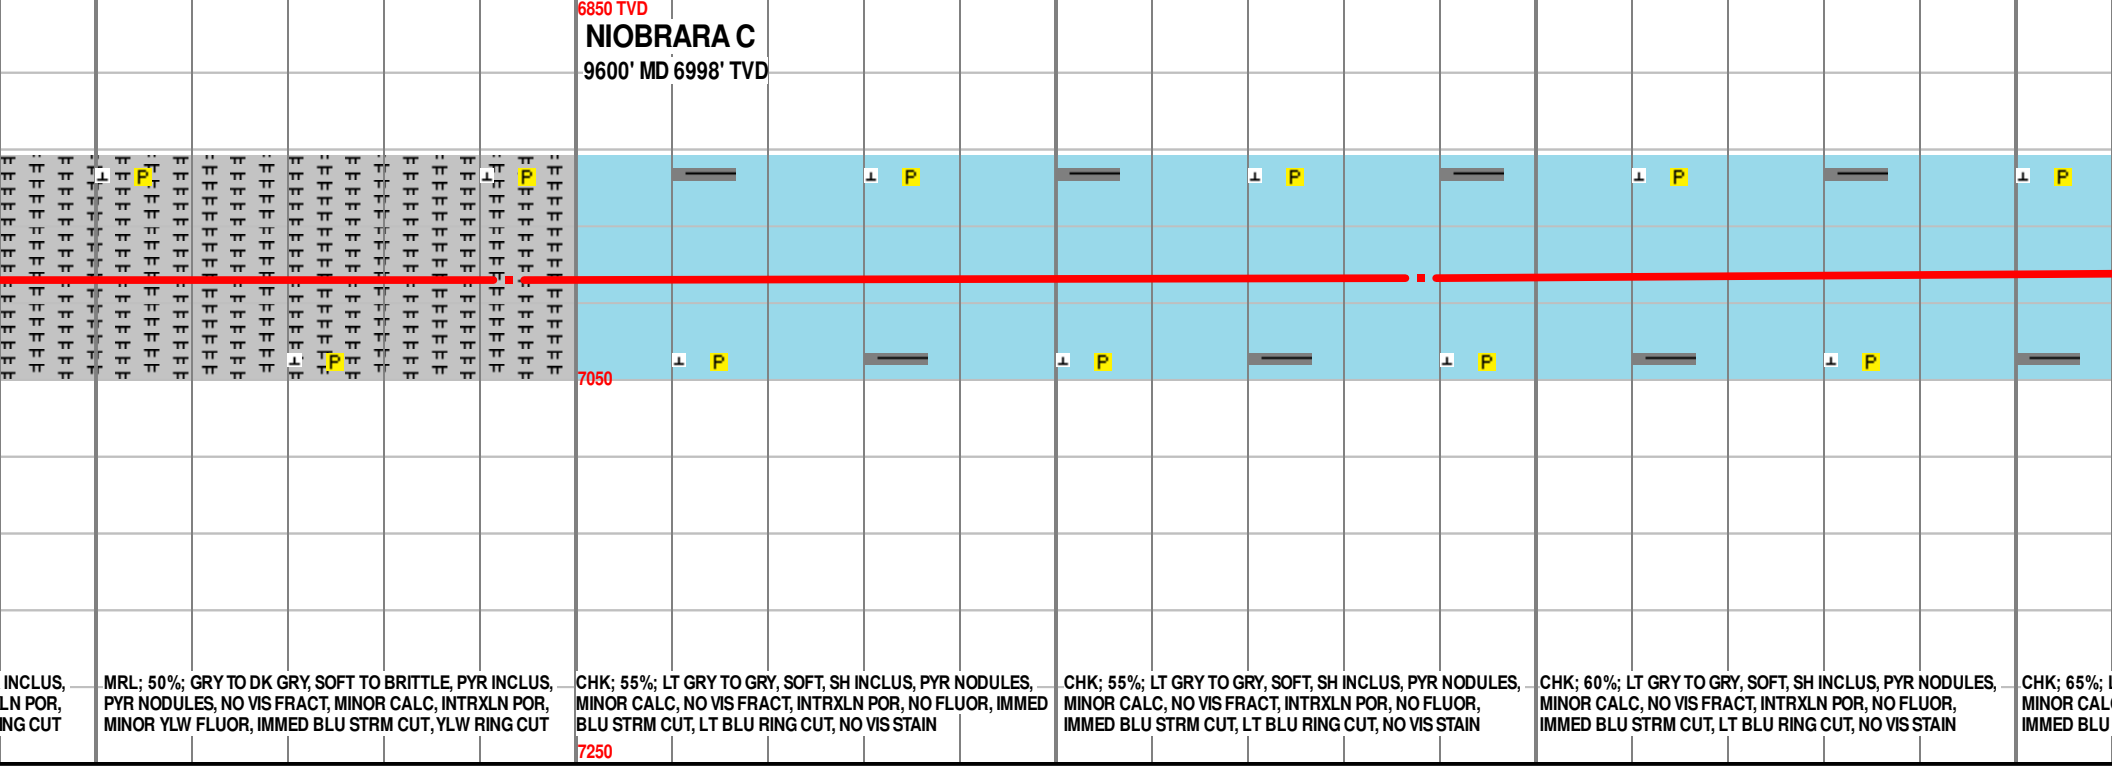 6850 TVD
NIOBRARA C
9600' MD 6998' TVD
P
P
P
P
P
P
P
7050
P
P
P
P
P
INCLUS,
LN POR,
ING CUT
MRL; 50%; GRY TO DK GRY, SOFT TO BRITTLE, PYR INCLUS,
PYR NODULES, NO VIS FRACT, MINOR CALC, INTRXLN POR,
MINOR YLW FLUOR, IMMED BLU STRM CUT, YLW RING CUT
CHK; 55%; LT GRY TO GRY, SOFT, SH INCLUS, PYR NODULES,
MINOR CALC, NO VIS FRACT, INTRXLN POR, NO FLUOR, IMMED
BLU STRM CUT, LT BLU RING CUT, NO VIS STAIN
CHK; 55%; LT GRY TO GRY, SOFT, SH INCLUS, PYR NODULES,
MINOR CALC, NO VIS FRACT, INTRXLN POR, NO FLUOR,
IMMED BLU STRM CUT, LT BLU RING CUT, NO VIS STAIN
CHK; 60%; LT GRY TO GRY, SOFT, SH INCLUS, PYR NODULES,
MINOR CALC, NO VIS FRACT, INTRXLN POR, NO FLUOR,
IMMED BLU STRM CUT, LT BLU RING CUT, NO VIS STAIN
CHK; 65%; L
MINOR CALC
IMMED BLU
7250